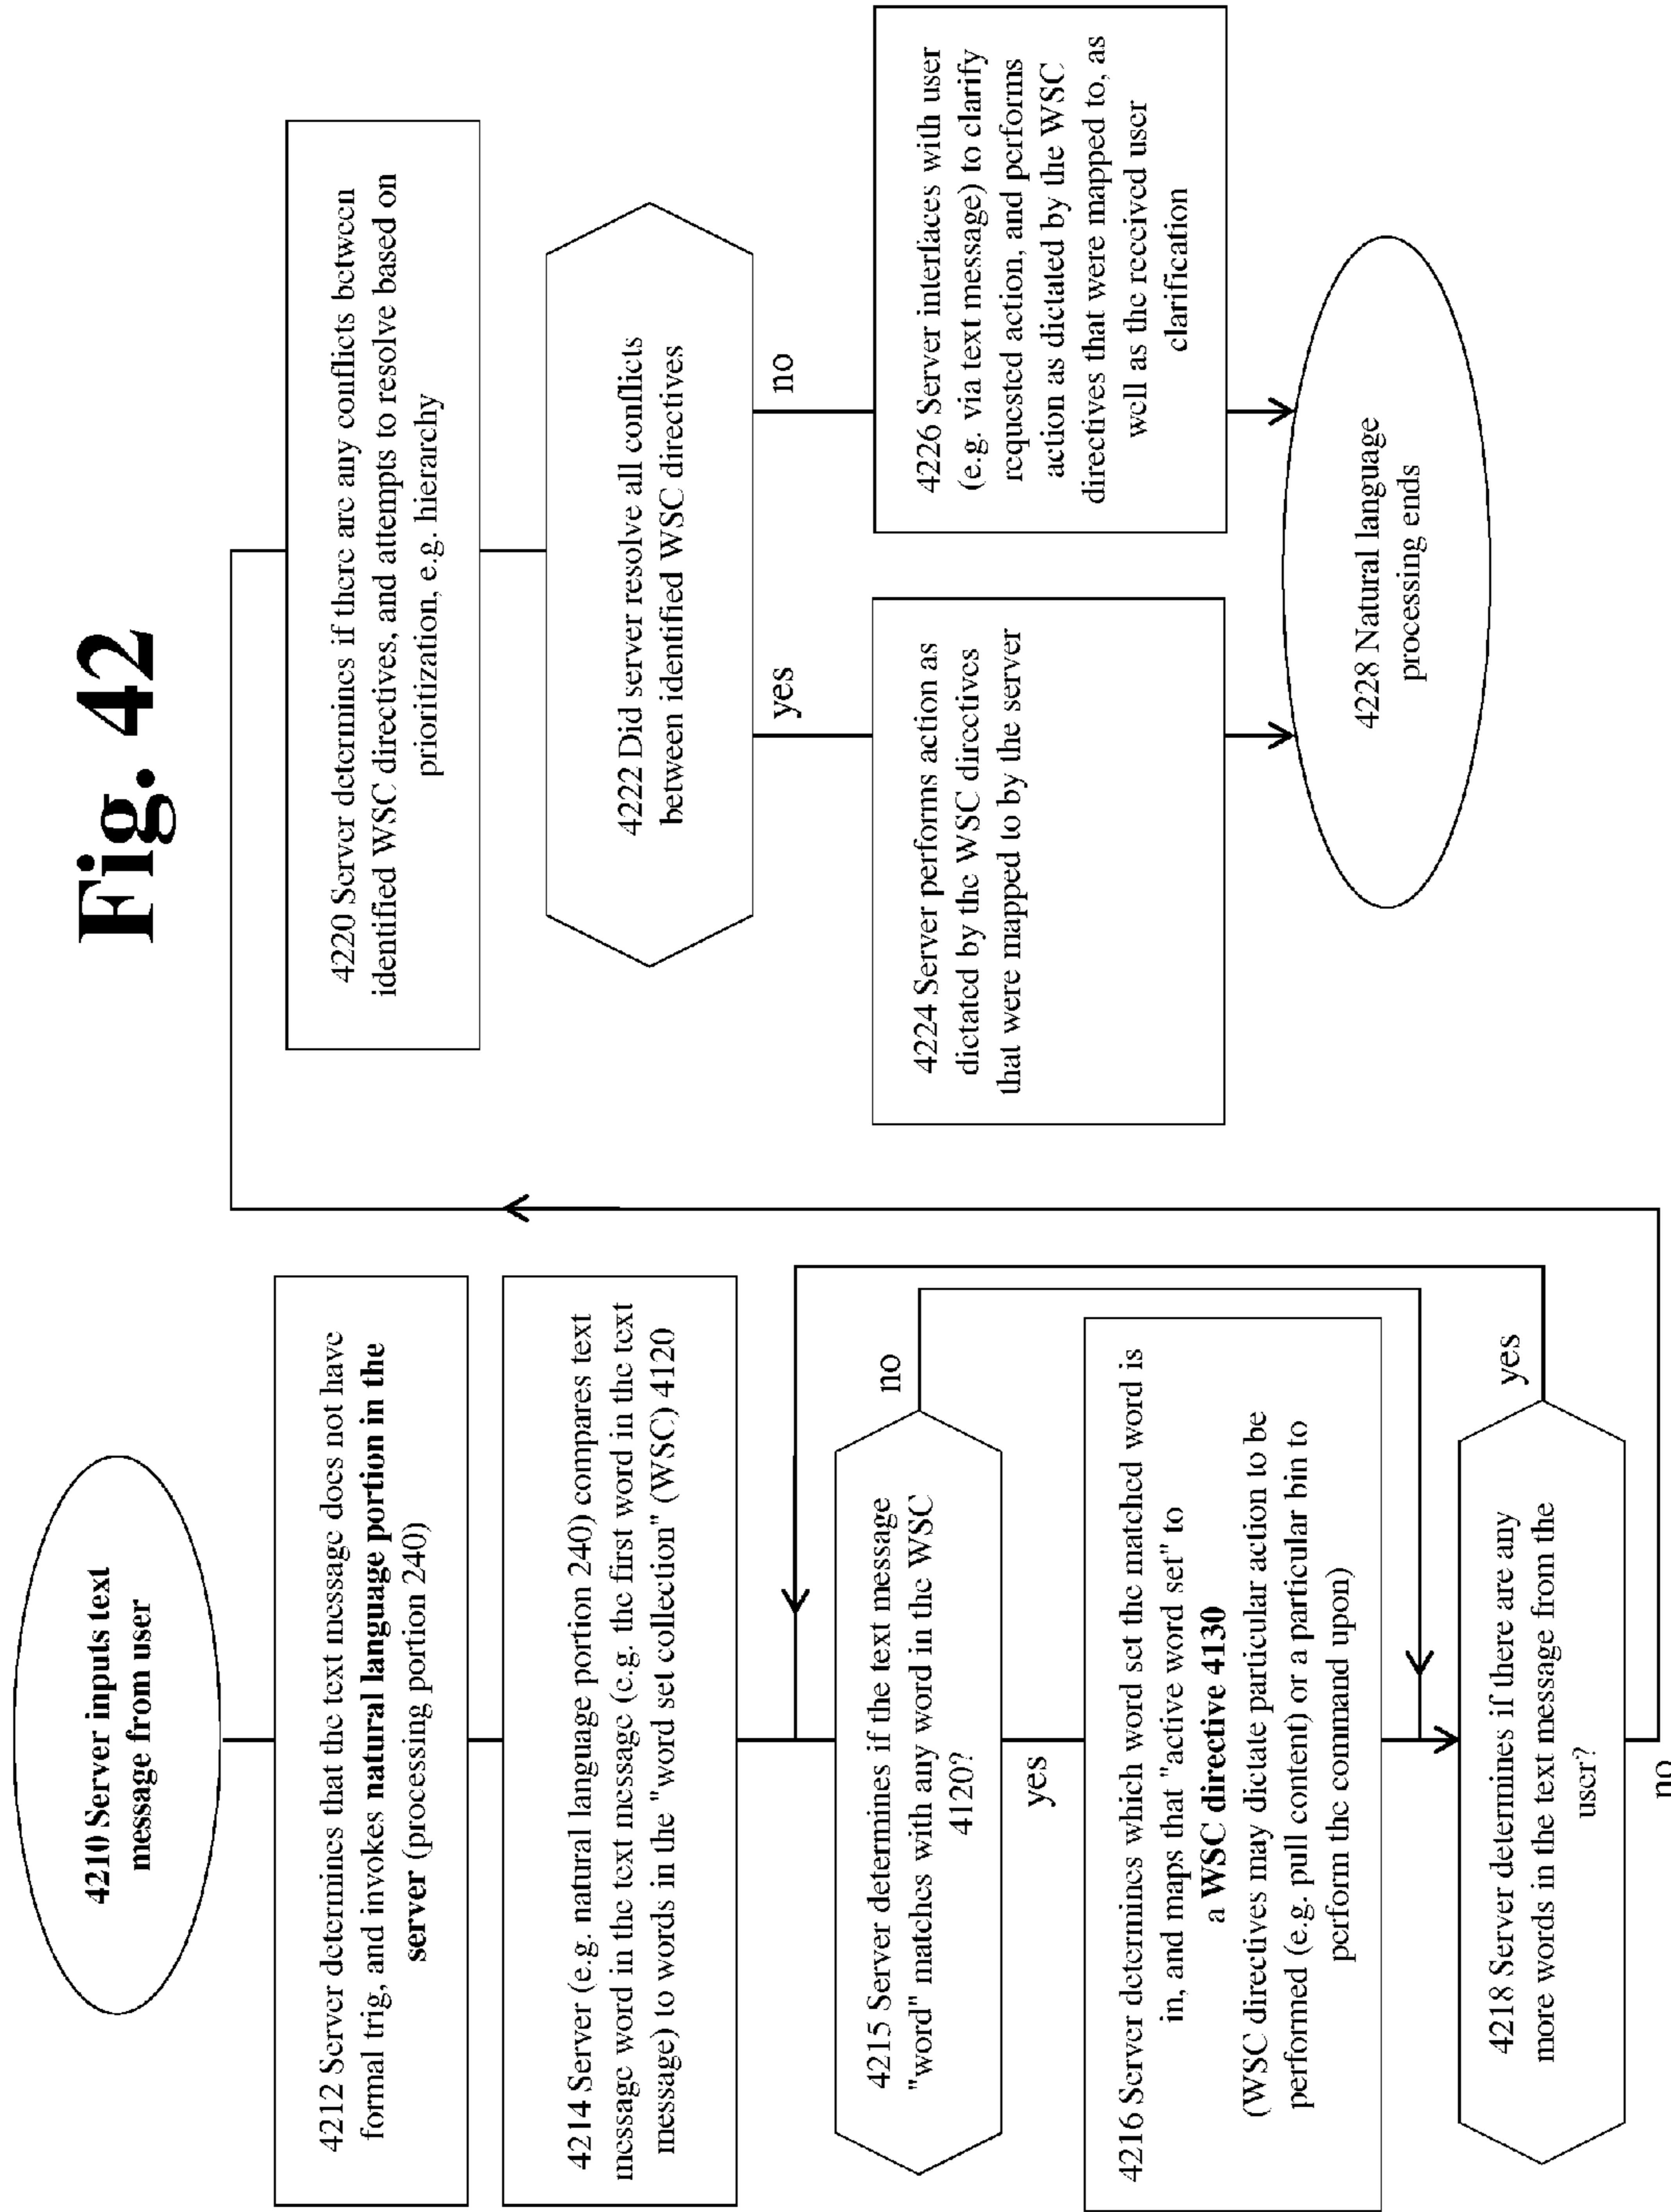 Fig. 42
4210 Server inputs text
message from user
4212 Server determines that the text message does not have
formal trig, and invokes natural language portion in the
server (processing portion 240)
4214 Server (e.g. natural language portion 240) compares text
message word in the text message (e.g. the first word in the text
message) to words in the "word set collection" (WSC) 4120
4215 Server determines if the text message
"word" matches with any word in the WSC
4120?
no
yes
4216 Server determines which word set the matched word is
in, and maps that "active word set" to
a WSC directive 4130
(WSC directives may dictate particular action to be
performed (e.g. pull content) or a particular bin to
perform the command upon)
4218 Server determines if there are any
more words in the text message from the
user?
yes
no
4220 Server determines if there are any conflicts between
identified WSC directives, and attempts to resolve based on
prioritization, e.g. hierarchy
4222 Did server resolve all conflicts
between identified WSC directives
yes
no
4224 Server performs action as
dictated by the WSC directives
that were mapped to by the server
4226 Server interfaces with user
(e.g. via text message) to clarify
requested action, and performs
action as dictated by the WSC
directives that were mapped to, as
well as the received user
clarification
4228 Natural language
processing ends